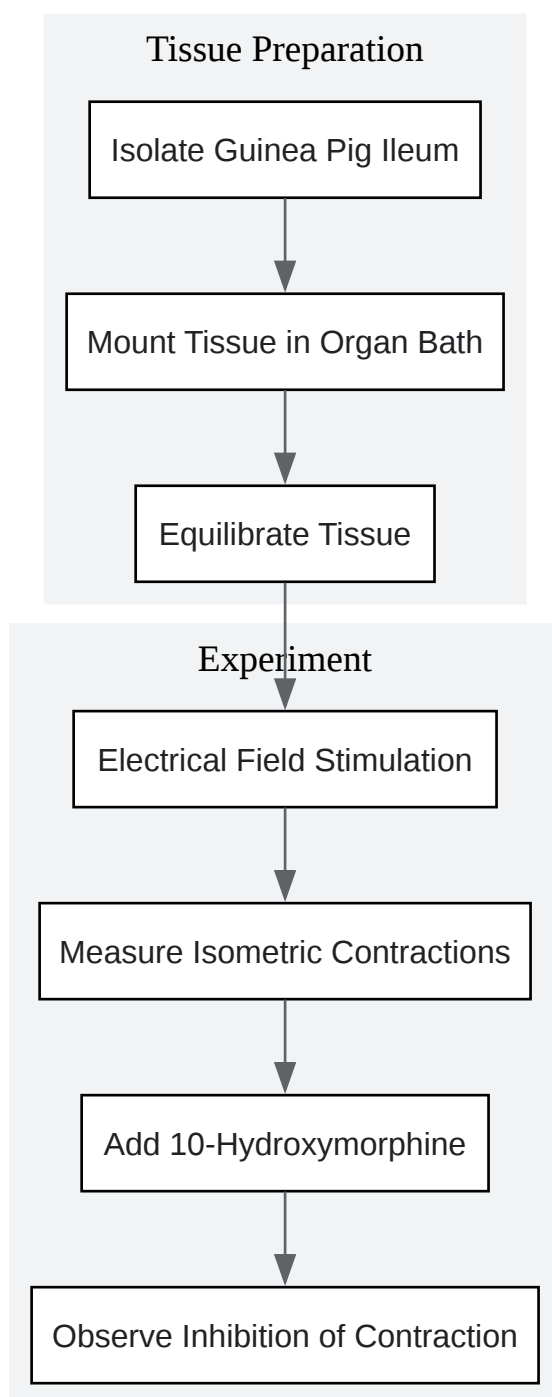 Tissue Preparation
Isolate Guinea Pig Ileum
Mount Tissue in Organ Bath
Equilibrate Tissue
Experiment
Electrical Field Stimulation
Measure Isometric Contractions
Add 10-Hydroxymorphine
Observe Inhibition of Contraction